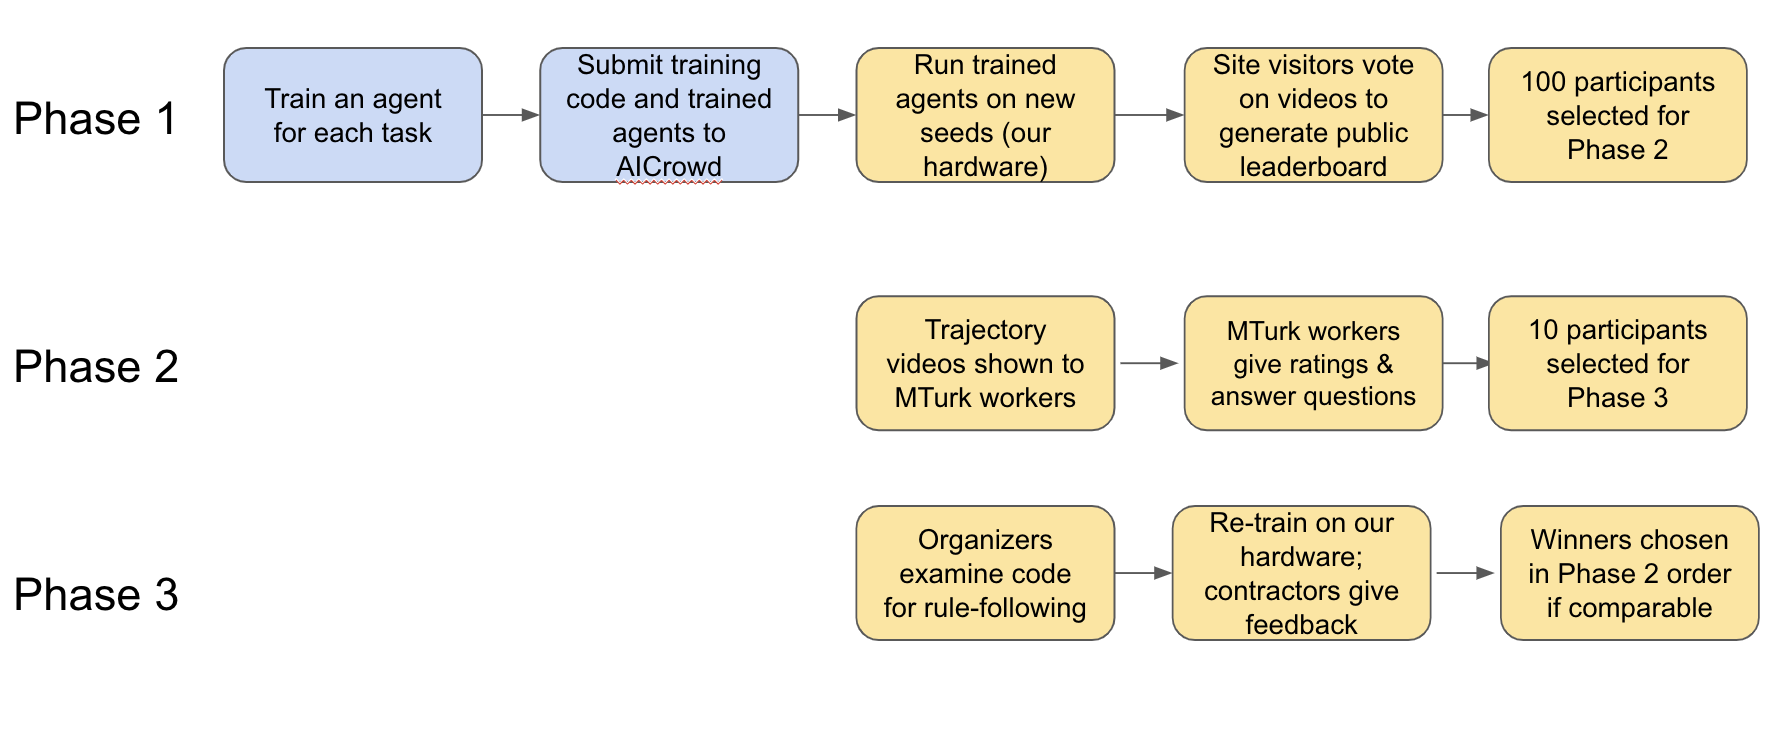 Phase 1
Train an agent
for each task
Submit training
code and trained
agents to
AICrowd
Run trained
agents on new
seeds (our
hardware)
Site visitors vote
on videos to
generate public
leaderboard
100 participants
selected for
Phase 2
Phase 2
Trajectory
videos shown to
MTurk workers
MTurk workers
give ratings &
answer questions
10 participants
selected for
Phase 3
Phase 3
Organizers
examine code
for rule-following
Re-train on our
hardware;
contractors give
feedback
Winners chosen
in Phase 2 order
if comparable